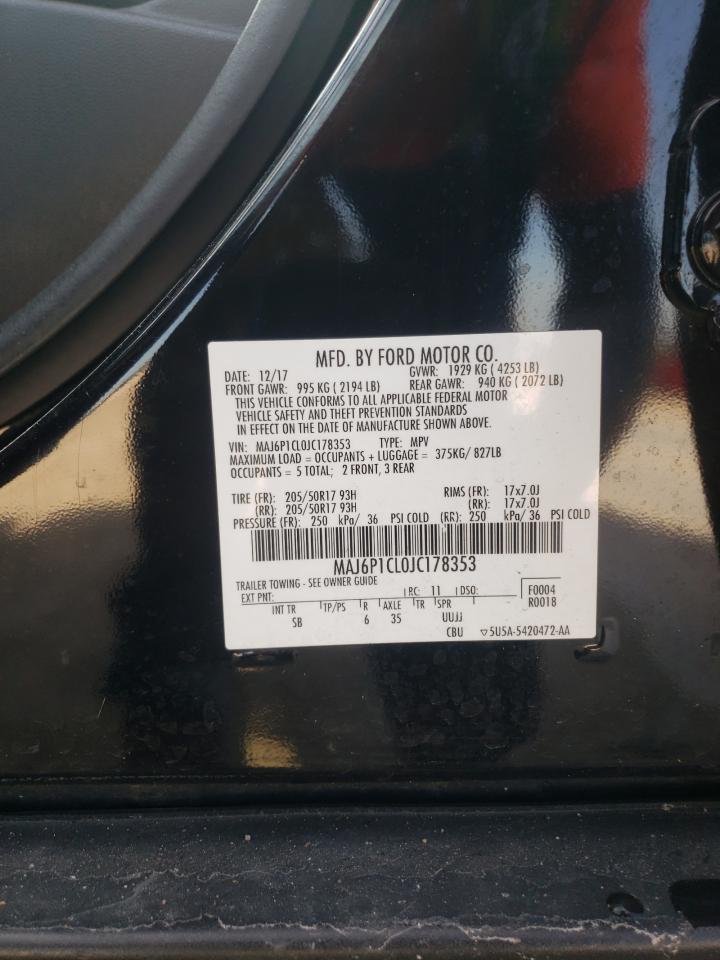 MFD. BY FORD MOTOR CO.
DATE: 12/17 GVWR: 1929 KG ( 4253 LB)
FRONT GAWR: 995 KG ( 2194 LB) REAR GAWR: 940 KG ( 2072 LB)
THIS VEHICLE CONFORMS TO ALL APPLICABLE FEDERAL MOTOR
VEHICLE SAFETY AND THEFT PREVENTION STANDARDS
IN EFFECT ON THE DATE OF MANUFACTURE SHOWN ABOVE.
VIN: MAJ6P1CL0JC178353 TYPE: MPV
MAXIMUM LOAD = OCCUPANTS + LUGGAGE = 375KG/ 827LB
OCCUPANTS = 5 TOTAL; 2 FRONT, 3 REAR
TIRE (FR): 205/50R17 93H RIMS (FR): 17x7.0J
(RR): 205/50R17 93H (RR): 17x7.0J
PRESSURE (FR): 250 kPa/ 36 PSI COLD (RR): 250 kPa/ 36 PSI COLD
MAJ6P1CL0JC178353
TRAILER TOWING - SEE OWNER GUIDE
EXT PNT: RC: 11 DSO: F0004
INT TR TP/PS R AXLE TR SPR R0018
SB 6 35 UUJJ
CBU ▽5U5A-5420472-AA